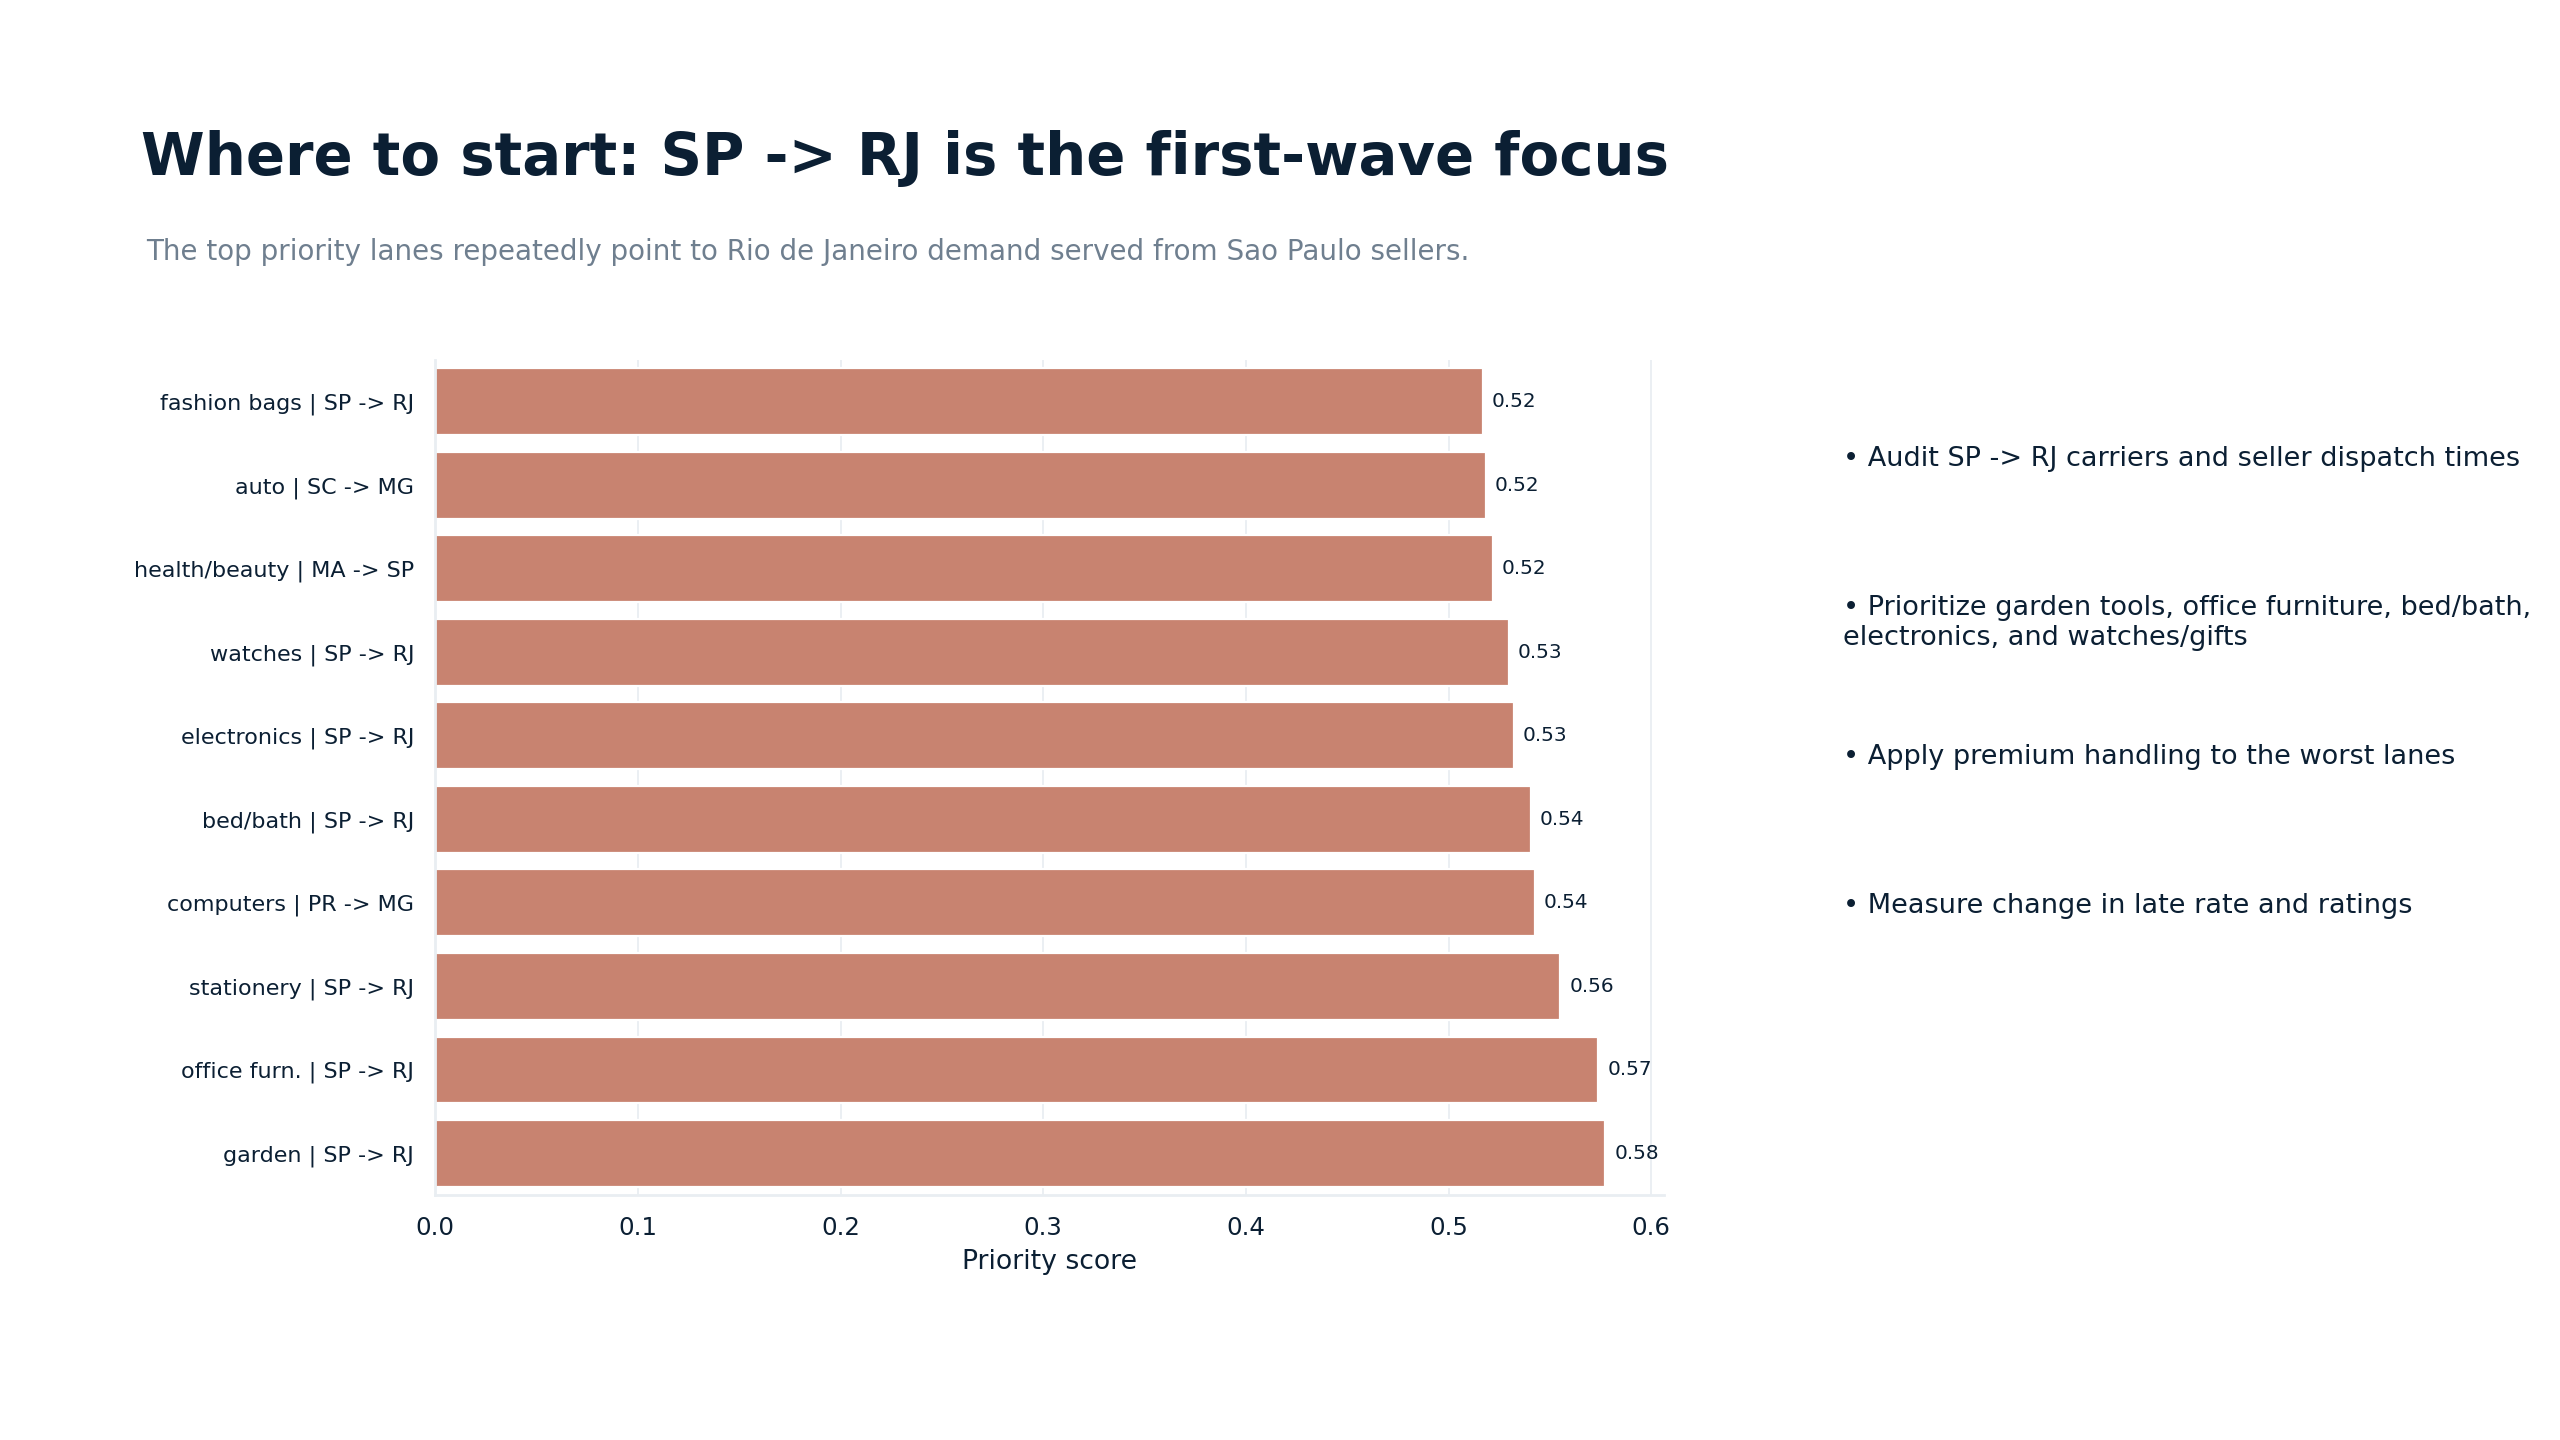 Where to start: SP -> RJ is the first-wave focus
The top priority lanes repeatedly point to Rio de Janeiro demand served from Sao Paulo sellers.
fashion bags | SP -> RJ 0.52
auto | SC -> MG 0.52
health/beauty | MA -> SP 0.52
watches | SP -> RJ 0.53
electronics | SP -> RJ 0.53
bed/bath | SP -> RJ 0.54
computers | PR -> MG 0.54
stationery | SP -> RJ 0.56
office furn. | SP -> RJ 0.57
garden | SP -> RJ 0.58
0.0 0.1 0.2 0.3 0.4 0.5 0.6
Priority score
• Audit SP -> RJ carriers and seller dispatch times
• Prioritize garden tools, office furniture, bed/bath,
electronics, and watches/gifts
• Apply premium handling to the worst lanes
• Measure change in late rate and ratings